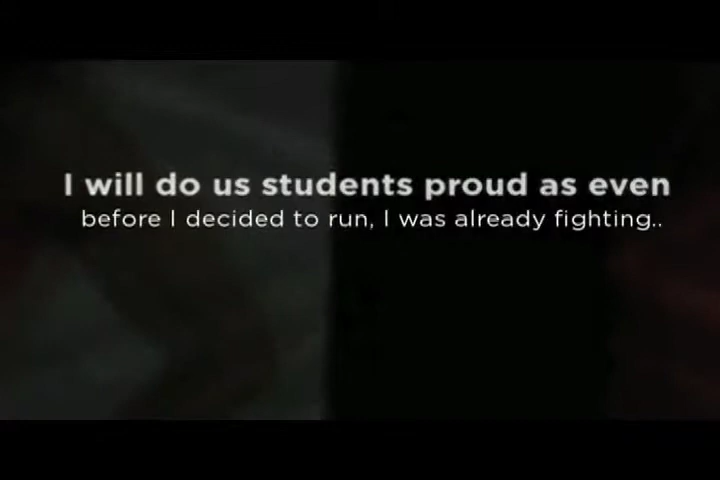 I will do us students proud as even
before I decided to run, I was already fighting..